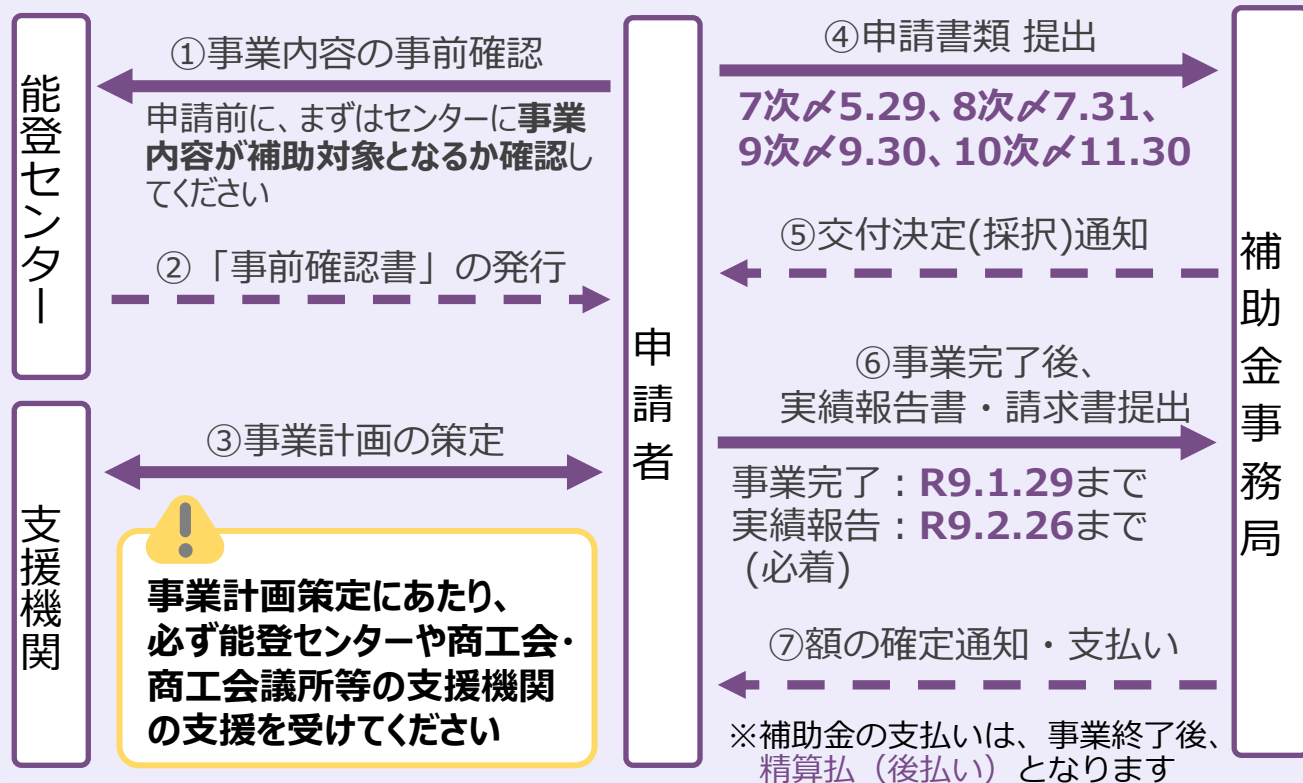 能登センター
①事業内容の事前確認
申請前に、まずはセンターに事業
内容が補助対象となるか確認し
てください
②「事前確認書」の発行
支援機関
③事業計画の策定
事業計画策定にあたり、
必ず能登センターや商工会・
商工会議所等の支援機関
の支援を受けてください
申請者
④申請書類 提出
7次〆5.29、8次〆7.31、
9次〆9.30、10次〆11.30
⑤交付決定(採択)通知
⑥事業完了後、
実績報告書・請求書提出
事業完了：R9.1.29まで
実績報告：R9.2.26まで
(必着)
⑦額の確定通知・支払い
※補助金の支払いは、事業終了後、
精算払（後払い）となります
補助金事務局